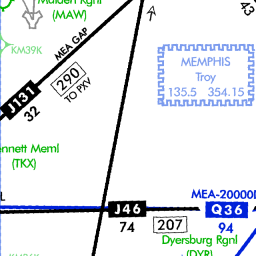 Malden Rgnl
(MAW)
43
KM39K
MEA GAP
MEMPHIS
Troy
135.5 354.15
290
TO PXV
J131
32
nnett Meml
(TKX)
MEA-20000
L
J46
Q36
74
207
94
Dyersburg Rgnl
(DYR)